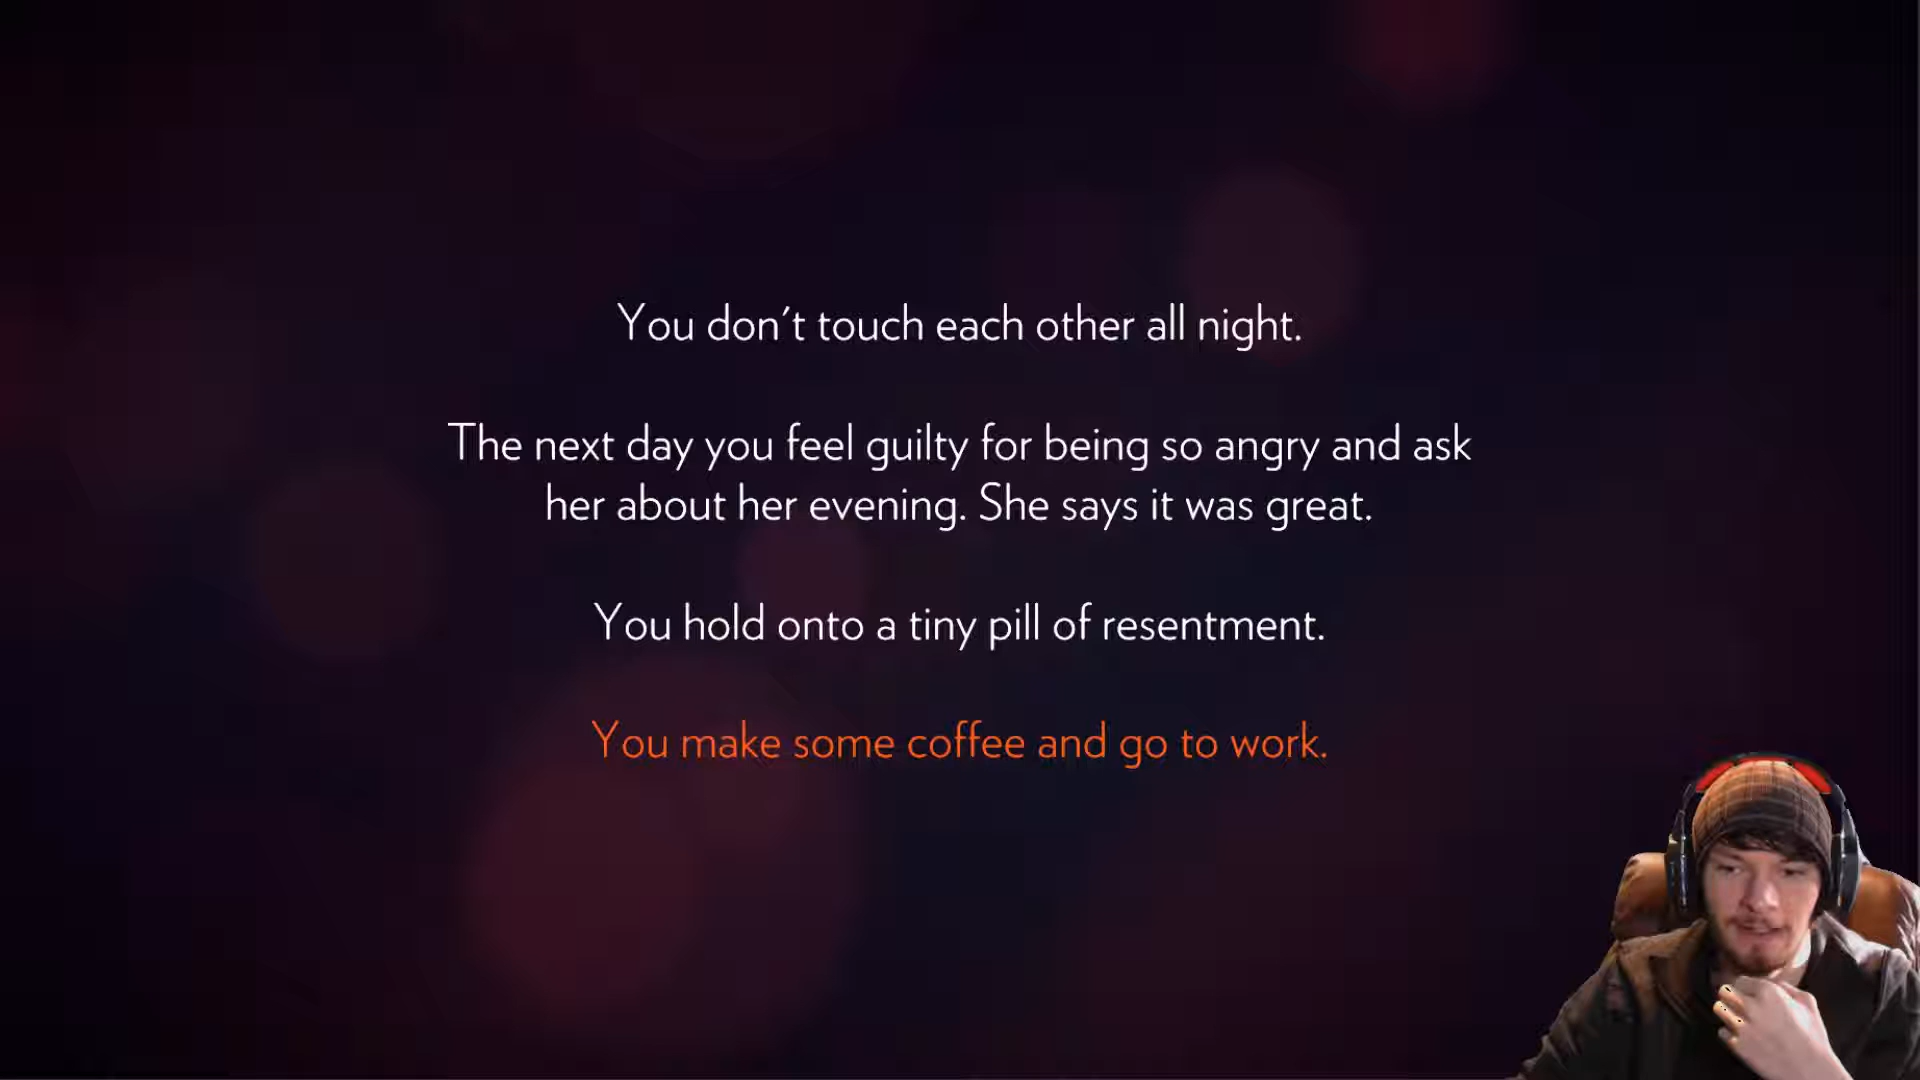 You don't touch each other all night.
The next day you feel guilty for being so angry and ask
her about her evening. She says it was great.
You hold onto a tiny pill of resentment.
You make some coffee and go to work.